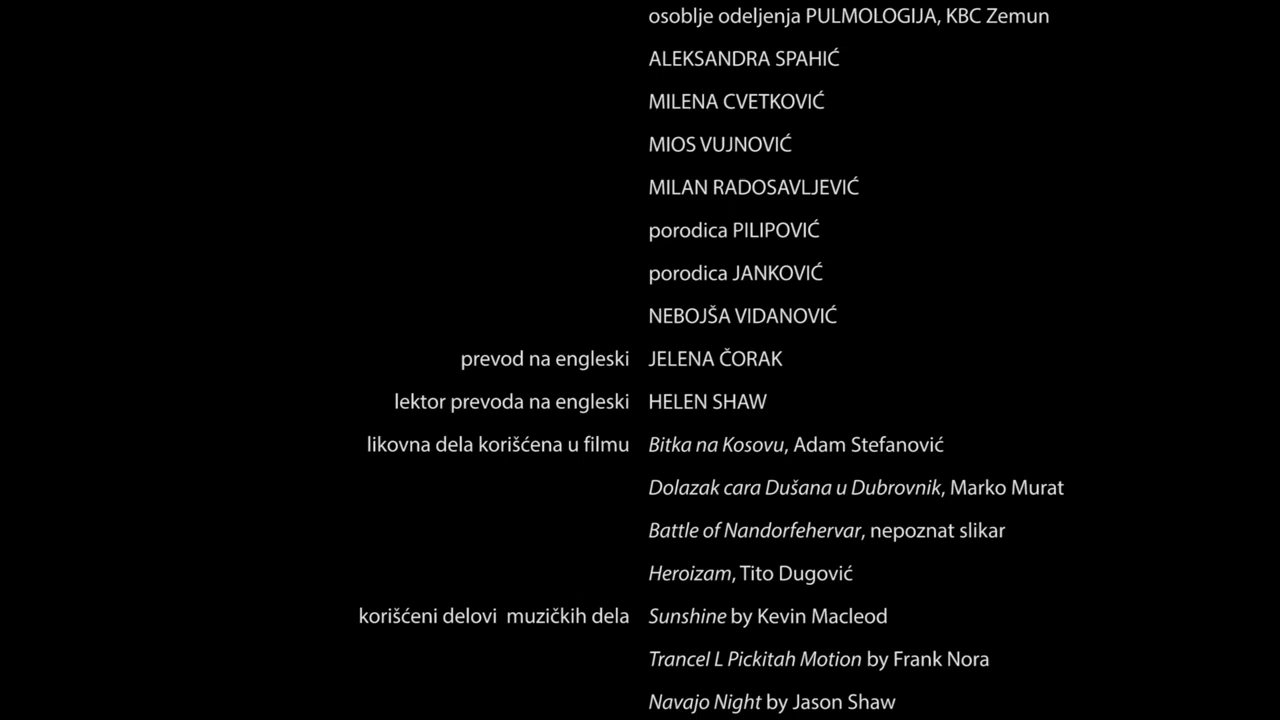 osoblje odeljenja PULMOLOGIJA, KBC Zemun
ALEKSANDRA SPAHIĆ
MILENA CVETKOVIĆ
MIOS VUJNOVIĆ
MILAN RADOSAVLJEVIĆ
porodica PILIPOVIĆ
porodica JANKOVIĆ
NEBOJŠA VIDANOVIĆ
prevod na engleski JELENA ČORAK
lektor prevoda na engleski HELEN SHAW
likovna dela korišćena u filmu Bitka na Kosovu, Adam Stefanović
Dolazak cara Dušana u Dubrovnik, Marko Murat
Battle of Nandorfehervar, nepoznat slikar
Heroizam, Tito Dugović
korišćeni delovi muzičkih dela Sunshine by Kevin Macleod
Trancel L Pickitah Motion by Frank Nora
Navajo Night by Jason Shaw